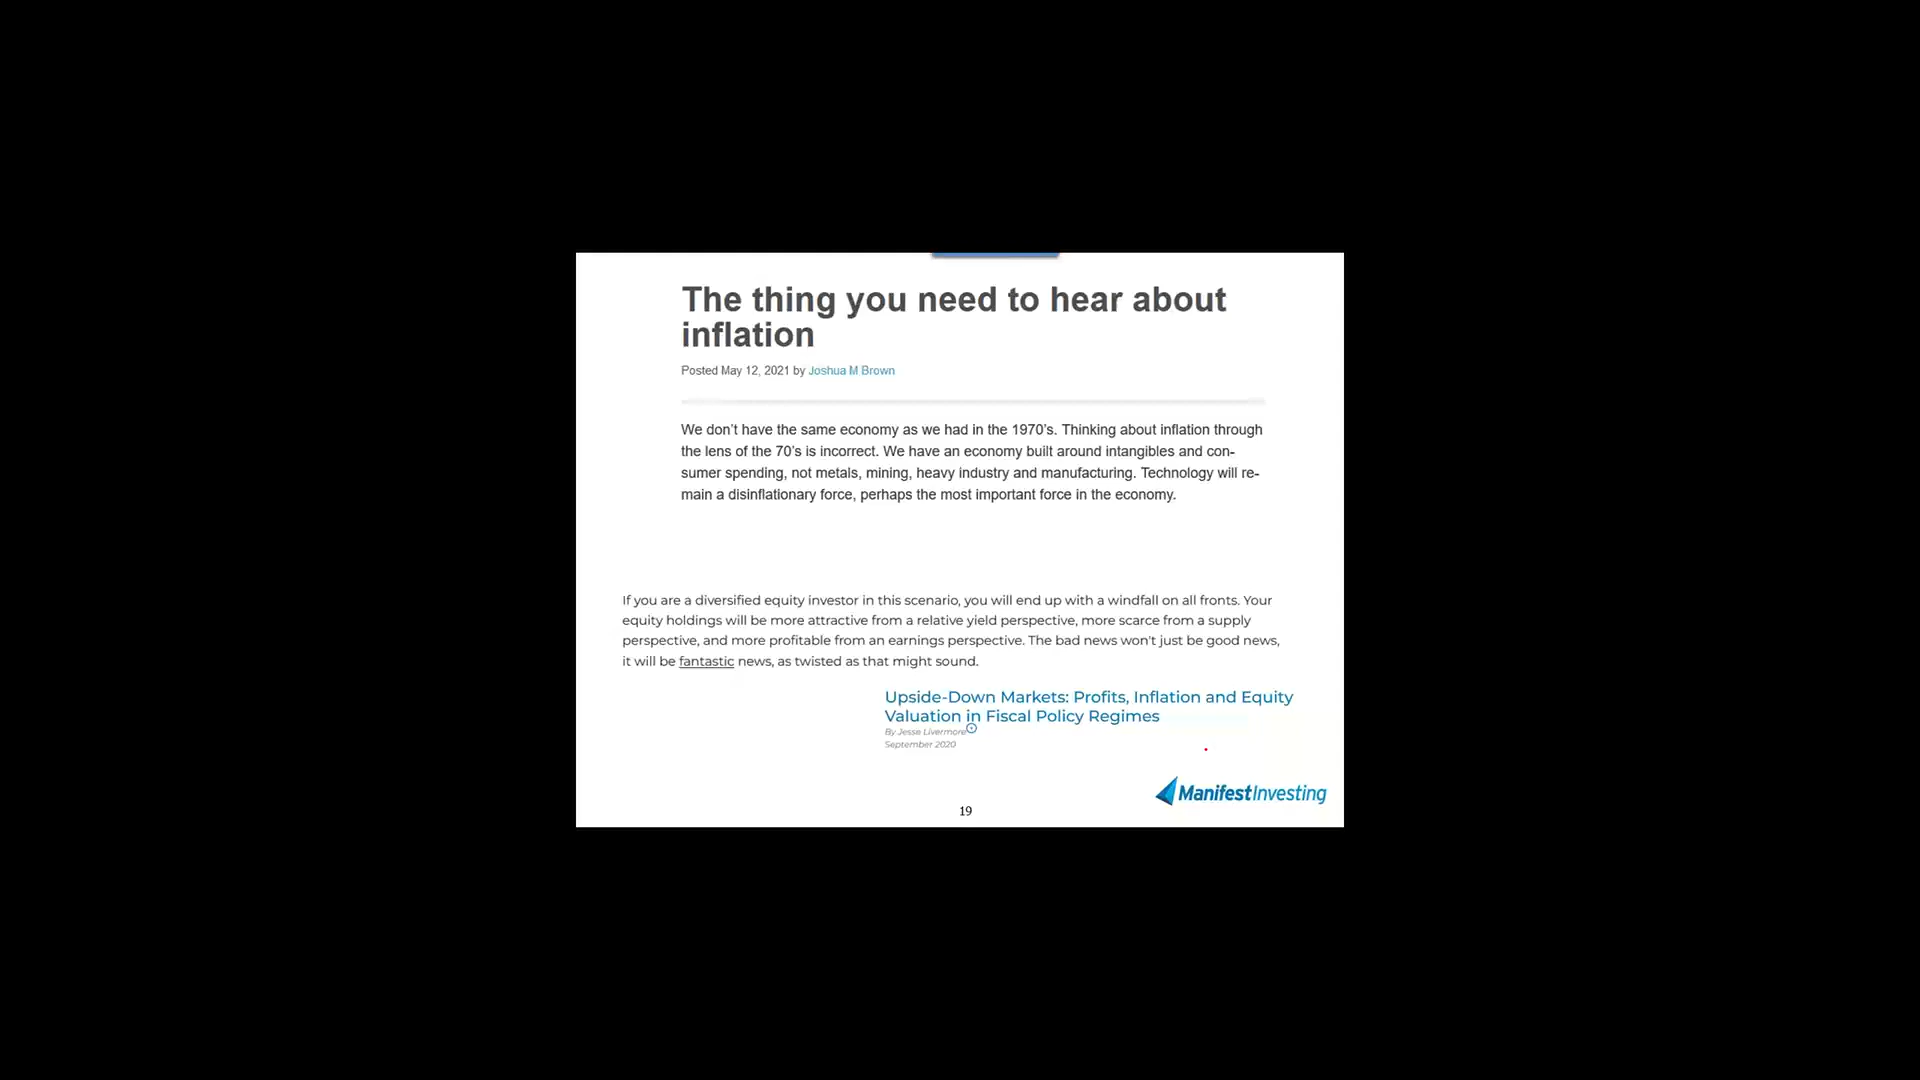 The thing you need to hear about
inflation
Posted May 12, 2021 by Joshua M Brown
We don’t have the same economy as we had in the 1970’s. Thinking about inflation through
the lens of the 70’s is incorrect. We have an economy built around intangibles and con-
sumer spending, not metals, mining, heavy industry and manufacturing. Technology will re-
main a disinflationary force, perhaps the most important force in the economy.
If you are a diversified equity investor in this scenario, you will end up with a windfall on all fronts. Your
equity holdings will be more attractive from a relative yield perspective, more scarce from a supply
perspective, and more profitable from an earnings perspective. The bad news won't just be good news,
it will be fantastic news, as twisted as that might sound.
Upside-Down Markets: Profits, Inflation and Equity
Valuation in Fiscal Policy Regimes
By Jesse Livermore
September 2020
ManifestInvesting
19